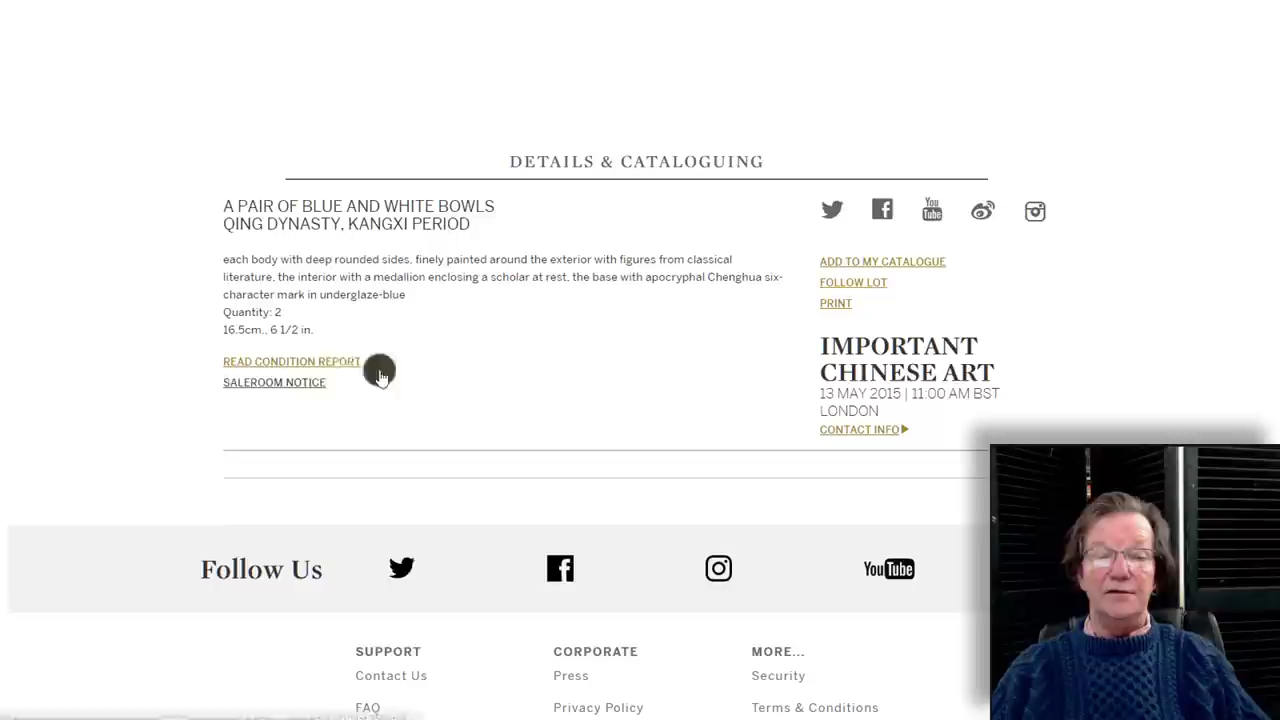 DETAILS & CATALOGUING
A PAIR OF BLUE AND WHITE BOWLS
QING DYNASTY, KANGXI PERIOD
each body with deep rounded sides, finely painted around the exterior with figures from classical
literature, the interior with a medallion enclosing a scholar at rest, the base with apocryphal Chenghua six-
character mark in underglaze-blue
Quantity: 2
16.5cm., 6 1/2 in.
READ CONDITION REPORT
SALEROOM NOTICE
You
Tube
ADD TO MY CATALOGUE
FOLLOW LOT
PRINT
IMPORTANT
CHINESE ART
13 MAY 2015 | 11:00 AM BST
LONDON
CONTACT INFO
Follow Us
YouTube
SUPPORT
Contact Us
FAQ
CORPORATE
Press
Privacy Policy
MORE...
Security
Terms & Conditions